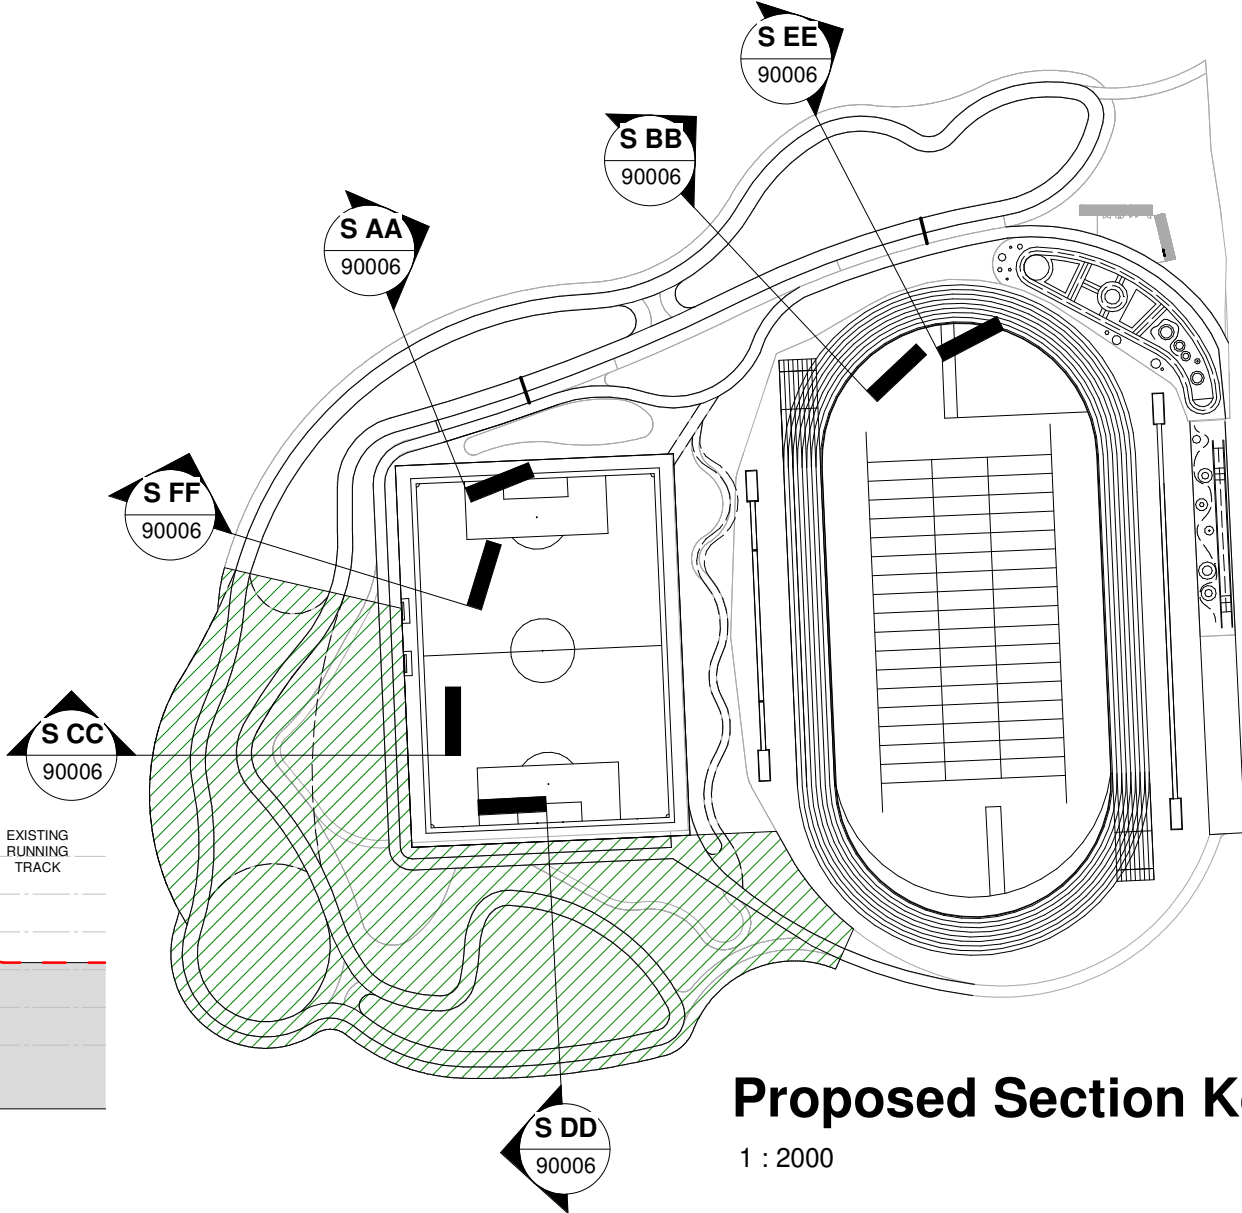 S EE
90006
S BB
90006
S AA
90006
S FF
90006
S CC
90006
EXISTING
RUNNING
TRACK
S DD
90006
Proposed Section K
1 : 2000